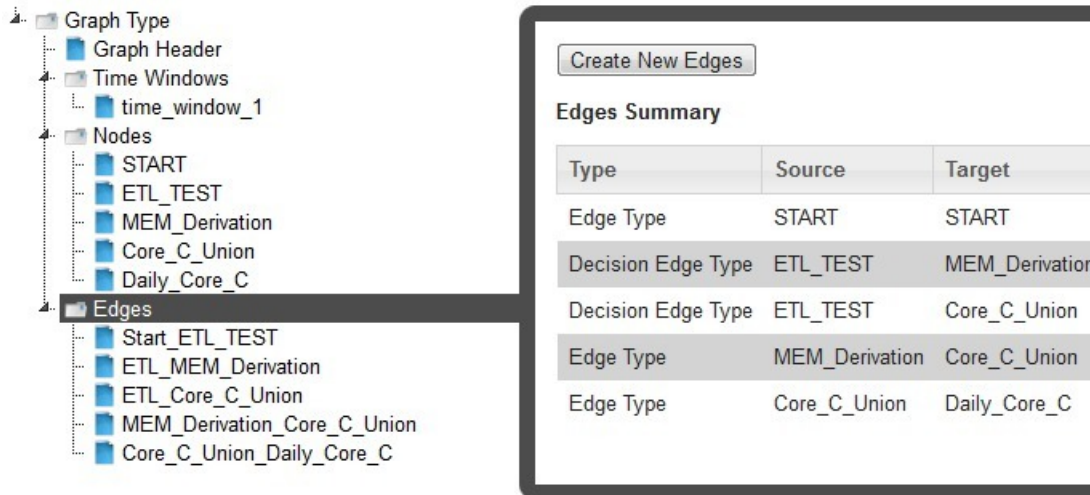 Graph Type
Graph Header
Time Windows
time_window_1
Nodes
START
ETL_TEST
MEM_Derivation
Core_C_Union
Daily_Core_C
Edges
Start_ETL_TEST
ETL_MEM_Derivation
ETL_Core_C_Union
MEM_Derivation_Core_C_Union
Core_C_Union_Daily_Core_C
Create New Edges
Edges Summary
Type Source Target
Edge Type START START
Decision Edge Type ETL_TEST MEM_Derivation
Decision Edge Type ETL_TEST Core_C_Union
Edge Type MEM_Derivation Core_C_Union
Edge Type Core_C_Union Daily_Core_C